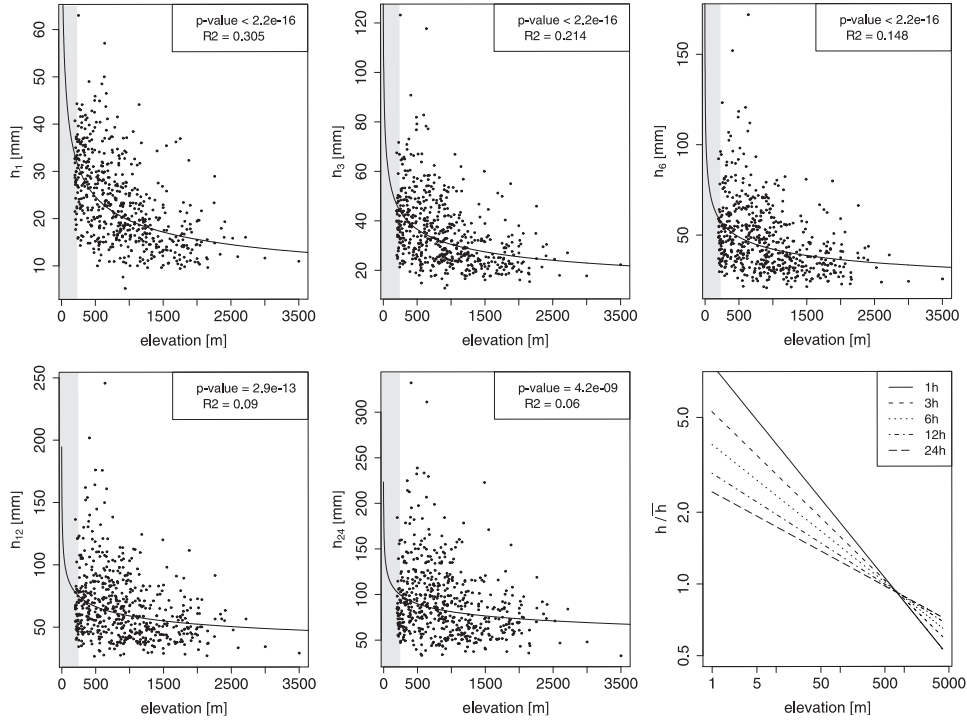 p-value < 2.2e-16
R2 = 0.305
h1 [mm]
60
50
40
30
20
10
0 500 1500 2500 3500
elevation [m]
p-value < 2.2e-16
R2 = 0.214
h3 [mm]
120
100
80
60
40
20
0 500 1500 2500 3500
elevation [m]
p-value < 2.2e-16
R2 = 0.148
h6 [mm]
150
100
50
0 500 1500 2500 3500
elevation [m]
p-value = 2.9e-13
R2 = 0.09
h12 [mm]
250
200
150
100
50
0 500 1500 2500 3500
elevation [m]
p-value = 4.2e-09
R2 = 0.06
h24 [mm]
300
250
200
150
100
50
0 500 1500 2500 3500
elevation [m]
1h
3h
6h
12h
24h
h / h
5.0
2.0
1.0
0.5
1 5 50 500 5000
elevation [m]